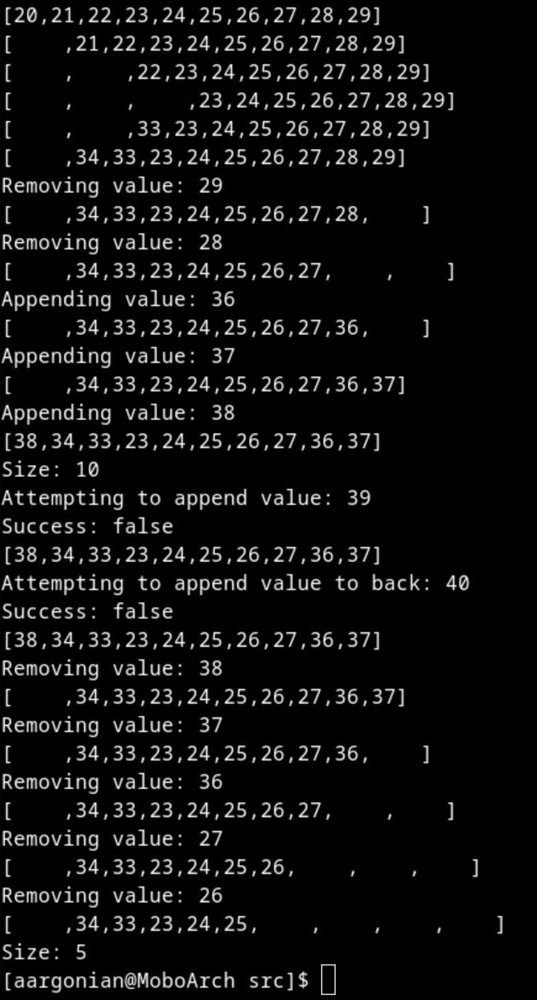 [20,21,22,23,24,25,26,27,28,29]
[    ,21,22,23,24,25,26,27,28,29]
[    ,    ,22,23,24,25,26,27,28,29]
[    ,    ,    ,23,24,25,26,27,28,29]
[    ,    ,33,23,24,25,26,27,28,29]
[    ,34,33,23,24,25,26,27,28,29]
Removing value: 29
[    ,34,33,23,24,25,26,27,28,    ]
Removing value: 28
[    ,34,33,23,24,25,26,27,    ,    ]
Appending value: 36
[    ,34,33,23,24,25,26,27,36,    ]
Appending value: 37
[    ,34,33,23,24,25,26,27,36,37]
Appending value: 38
[38,34,33,23,24,25,26,27,36,37]
Size: 10
Attempting to append value: 39
Success: false
[38,34,33,23,24,25,26,27,36,37]
Attempting to append value to back: 40
Success: false
[38,34,33,23,24,25,26,27,36,37]
Removing value: 38
[    ,34,33,23,24,25,26,27,36,37]
Removing value: 37
[    ,34,33,23,24,25,26,27,36,    ]
Removing value: 36
[    ,34,33,23,24,25,26,27,    ,    ]
Removing value: 27
[    ,34,33,23,24,25,26,    ,    ,    ]
Removing value: 26
[    ,34,33,23,24,25,    ,    ,    ,    ]
Size: 5
[aargonian@MoboArch src]$